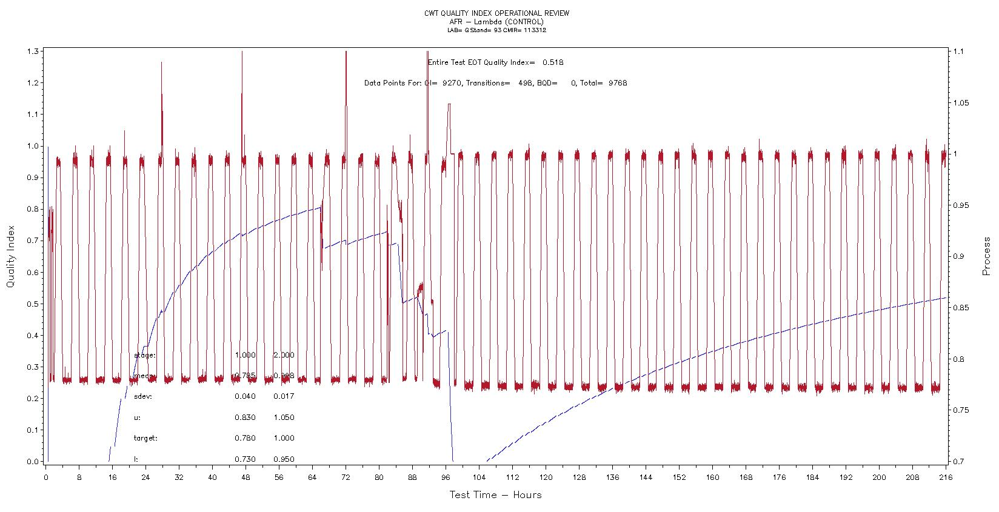 CWT QUALITY INDEX OPERATIONAL REVIEW
AFR - Lambda (CONTROL)
LAB= G Stand= 93 CMIR= 113312
Entire Test EOT Quality Index= 0.518
Data Points For: QI= 9270, Transitions= 498, BQD= 0, Total= 9768
Quality Index
1.3
1.2
1.1
1.0
0.9
0.8
0.7
0.6
0.5
0.4
0.3
0.2
0.1
0.0
stage: 1.000 2.000
mean: 0.785 0.998
sdev: 0.040 0.017
u: 0.830 1.050
target: 0.780 1.000
l: 0.730 0.950
1.1
1.05
1
0.95
0.9
0.85
0.8
0.75
0.7
Process
0 8 16 24 32 40 48 56 64 72 80 88 96 104 112 120 128 136 144 152 160 168 176 184 192 200 208 216
Test Time - Hours